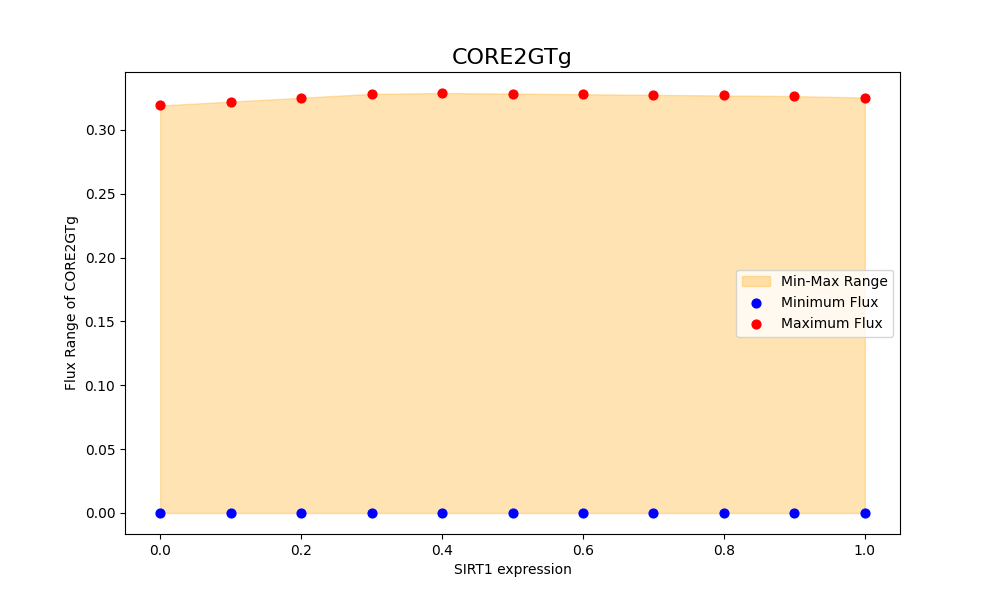 CORE2GTg
Flux Range of CORE2GTg
0.30
0.25
0.20
0.15
0.10
0.05
0.00
Min-Max Range
Minimum Flux
Maximum Flux
0.0 0.2 0.4 0.6 0.8 1.0
SIRT1 expression